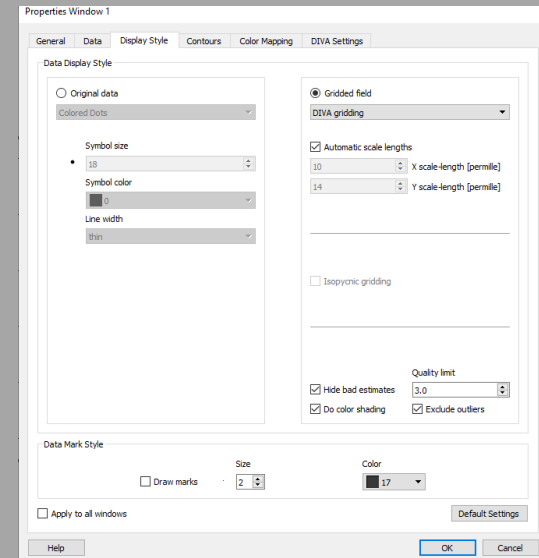 Properties Window 1
General Data Display Style Contours Color Mapping DIVA Settings
Data Display Style
Original data
Colored Dots
Symbol size
18
Symbol color
0
Line width
thin
Gridded field
DIVA gridding
Automatic scale lengths
10 X scale-length [permille]
14 Y scale-length [permille]
Isopycnic gridding
Quality limit
Hide bad estimates 3.0
Do color shading Exclude outliers
Data Mark Style
Size Color
Draw marks 2 17
Apply to all windows Default Settings
Help OK Cancel